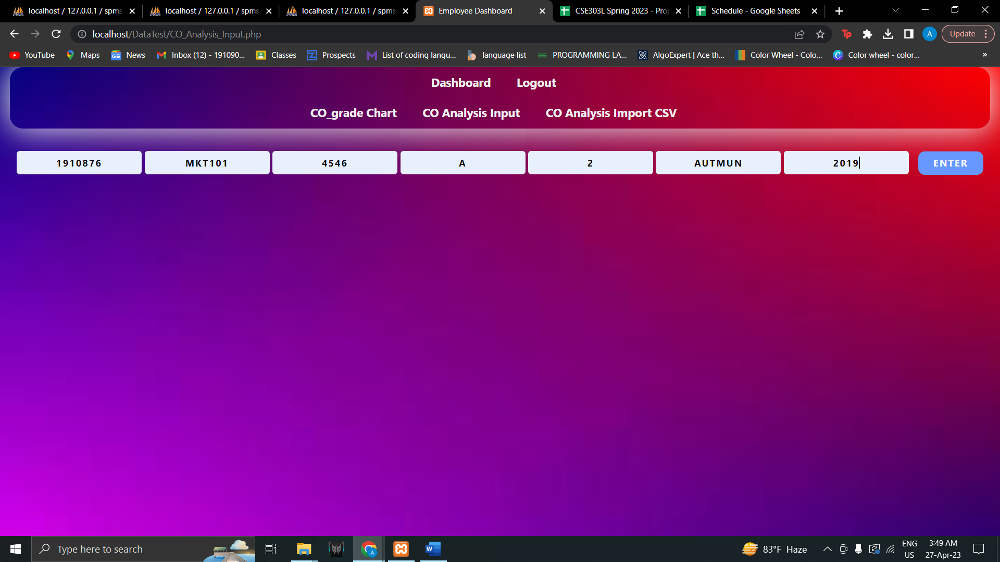 localhost / 127.0.0.1 / spms
localhost / 127.0.0.1 / spms
localhost / 127.0.0.1 / spms
Employee Dashboard
CSE303L Spring 2023 - Proj
Schedule - Google Sheets
localhost/DataTest/CO_Analysis_Input.php
Tp
A
Update
YouTube
Maps
News
Inbox (12) - 191090...
Classes
Prospects
List of coding langu...
language list
PROGRAMMING LA...
AlgoExpert | Ace th...
Color Wheel - Colo...
Color wheel - color...
»
Dashboard Logout
CO_grade Chart CO Analysis Input CO Analysis Import CSV
1910876 MKT101 4546 A 2 AUTMUN 2019 ENTER
Type here to search
83°F Haze
ENG
US
3:49 AM
27-Apr-23